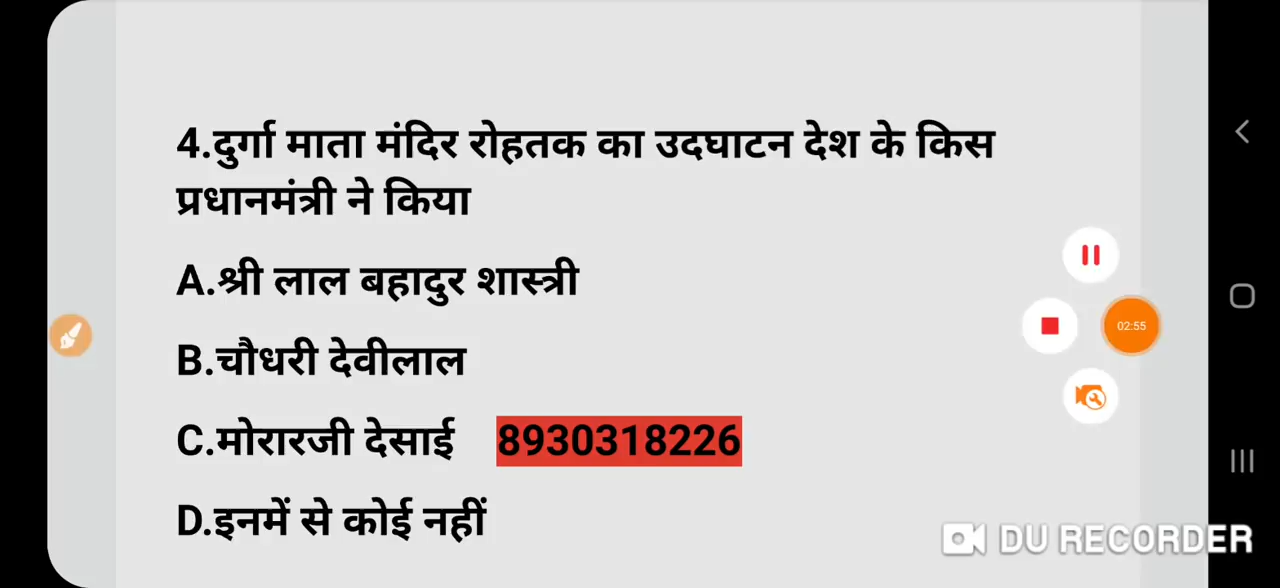 4.दुर्गा माता मंदिर रोहतक का उदघाटन देश के किस
प्रधानमंत्री ने किया
A.श्री लाल बहादुर शास्त्री
B.चौधरी देवीलाल
C.मोरारजी देसाई 8930318226
D.इनमें से कोई नहीं
02:55
DU RECORDER